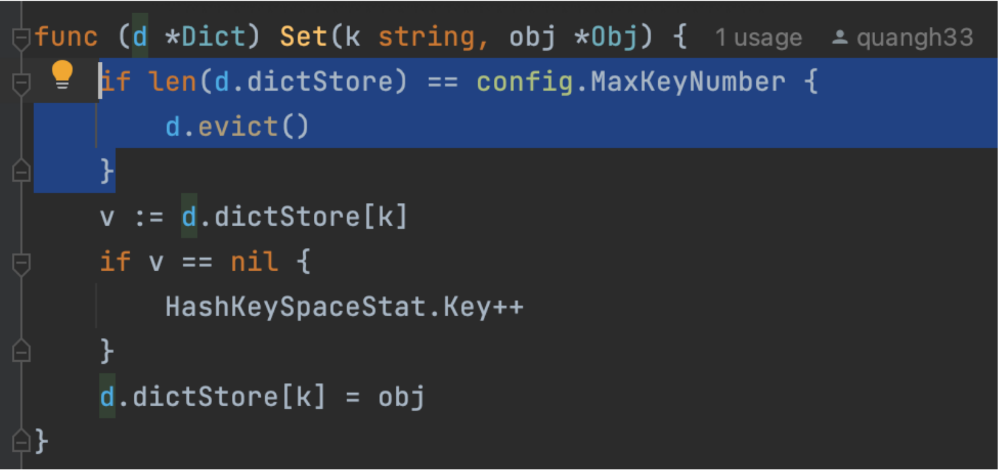 func (d *Dict) Set(k string, obj *Obj) { 1 usage quangh33
if len(d.dictStore) == config.MaxKeyNumber {
d.evict()
}
v := d.dictStore[k]
if v == nil {
HashKeySpaceStat.Key++
}
d.dictStore[k] = obj
}